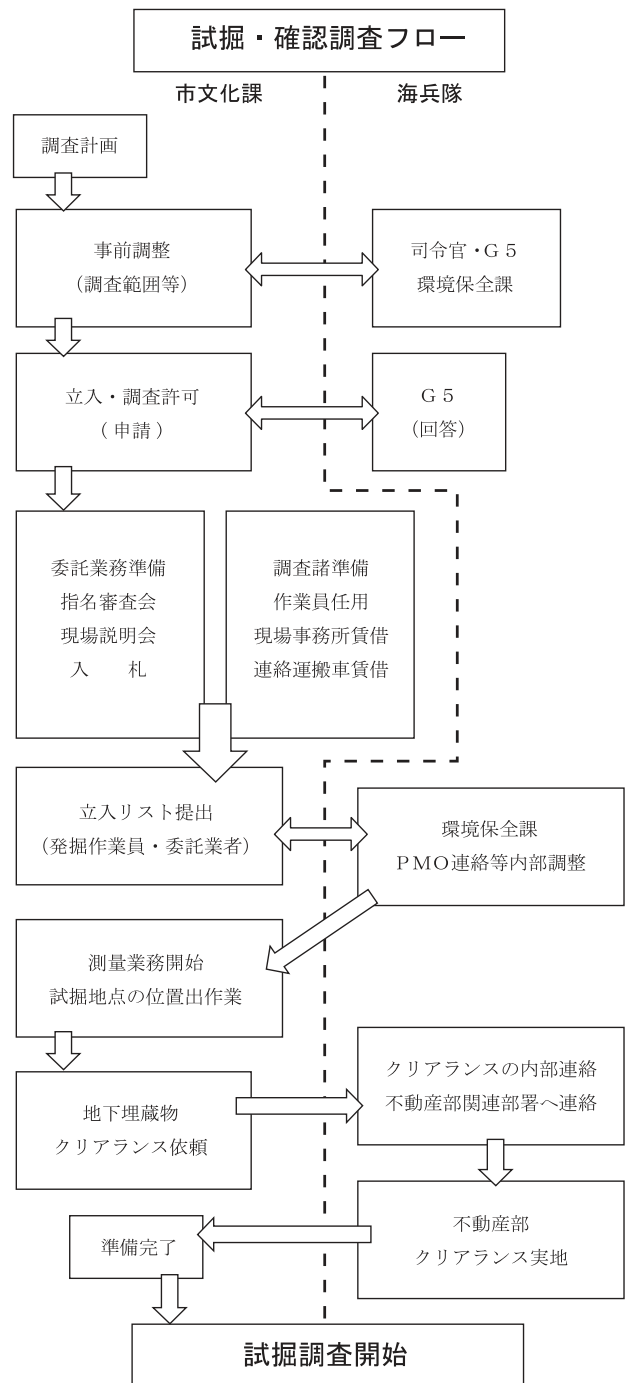 試掘・確認調査フロー
市文化課
海兵隊
調査計画
事前調整
（調査範囲等）
司令官・Ｇ５
環境保全課
立入・調査許可
（ 申請 ）
Ｇ５
（回答）
委託業務準備
指名審査会
現場説明会
入　　札
調査諸準備
作業員任用
現場事務所賃借
連絡運搬車賃借
立入リスト提出
（発掘作業員・委託業者）
環境保全課
ＰＭＯ連絡等内部調整
測量業務開始
試掘地点の位置出作業
地下埋蔵物
クリアランス依頼
クリアランスの内部連絡
不動産部関連部署へ連絡
不動産部
クリアランス実地
準備完了
試掘調査開始